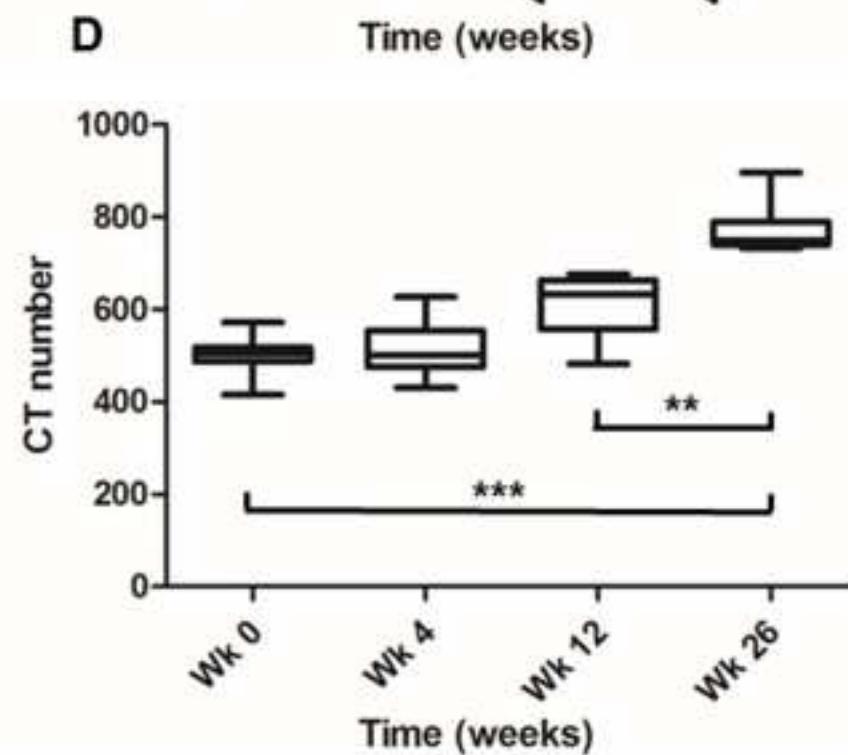 D
Time (weeks)
1000
800
600
400
200
0
CT number
**
***
Wk 0
Wk 4
Wk 12
Wk 26
Time (weeks)